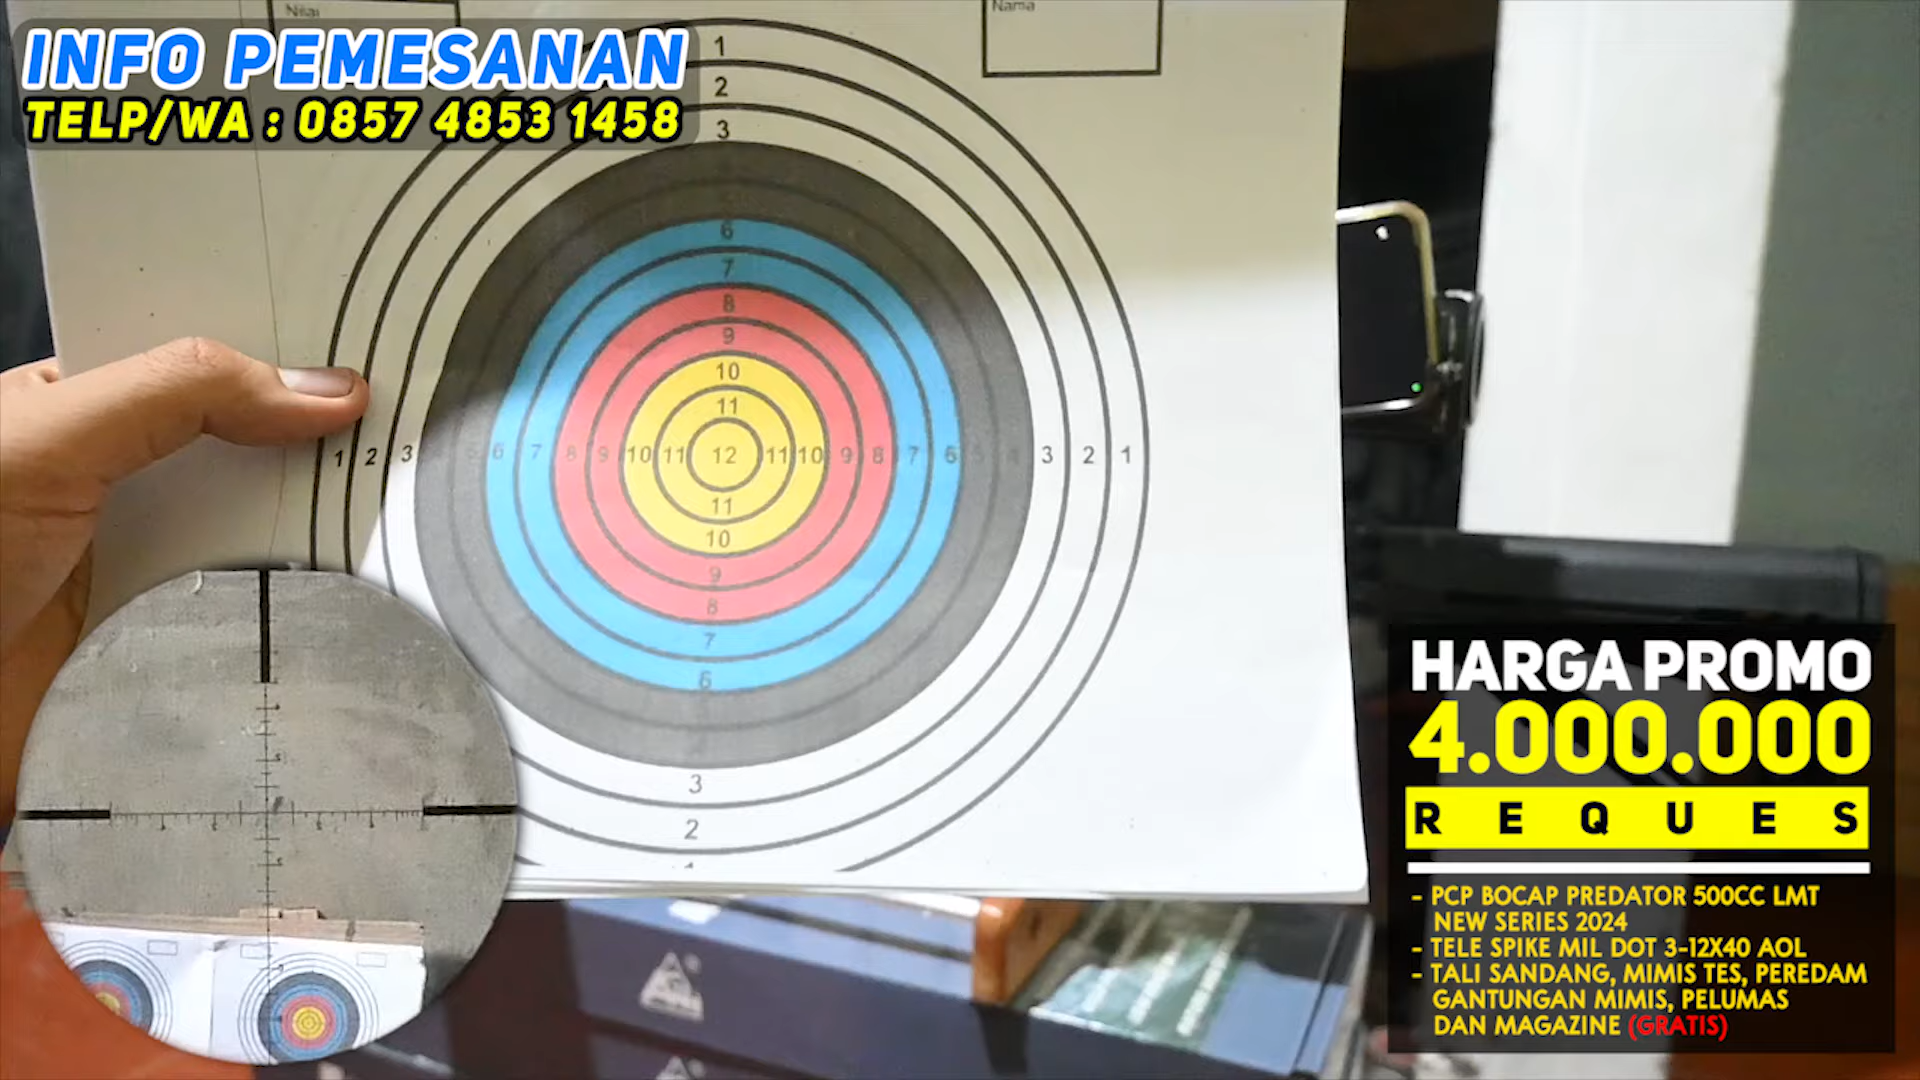 Nilai
Nama
INFO PEMESANAN
TELP/WA : 0857 4853 1458
1
2
3
6
7
8
9
10
11
1 2 3 6 7 8 9 10 11 12 11 10 9 8 7 6 3 2 1
11
10
9
8
7
6
3
2
HARGA PROMO
4.000.000
REQUES
- PCP BOCAP PREDATOR 500CC LMT
NEW SERIES 2024
- TELE SPIKE MIL DOT 3-12X40 AOL
- TALI SANDANG, MIMIS TES, PEREDAM
GANTUNGAN MIMIS, PELUMAS
DAN MAGAZINE (GRATIS)